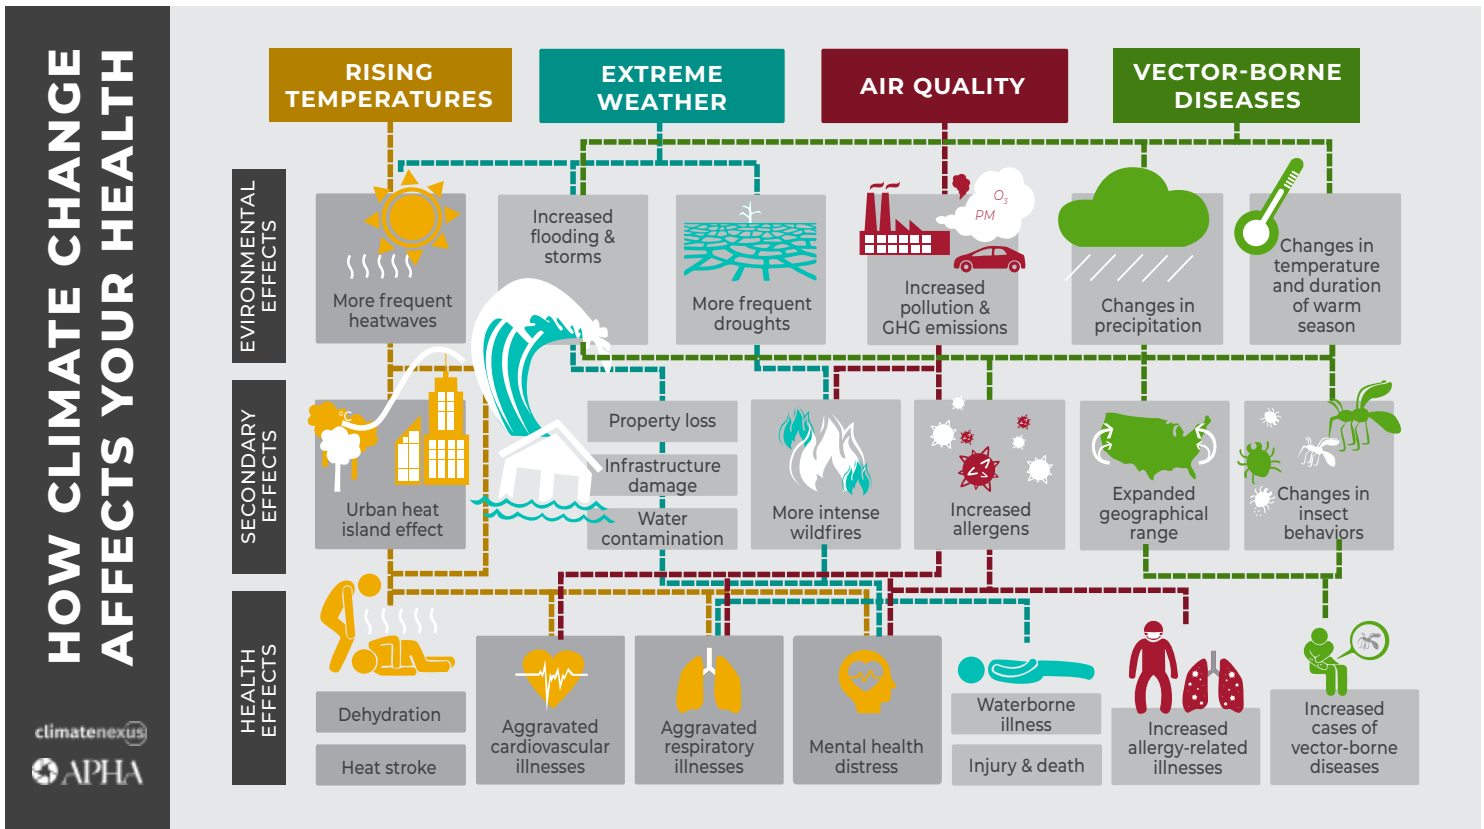 HOW CLIMATE CHANGE
AFFECTS YOUR HEALTH
climatenexus
APHA
RISING
TEMPERATURES
EXTREME
WEATHER
AIR QUALITY
VECTOR-BORNE
DISEASES
EVIRONMENTAL
EFFECTS
More frequent
heatwaves
Increased
flooding &
storms
More frequent
droughts
O3
PM
Increased
pollution &
GHG emissions
Changes in
precipitation
Changes in
temperature
and duration
of warm
season
SECONDARY
EFFECTS
°C
Urban heat
island effect
Property loss
Infrastructure
damage
Water
contamination
More intense
wildfires
Increased
allergens
Expanded
geographical
range
Changes in
insect
behaviors
HEALTH
EFFECTS
Dehydration
Heat stroke
Aggravated
cardiovascular
illnesses
Aggravated
respiratory
illnesses
Mental health
distress
Waterborne
illness
Injury & death
Increased
allergy-related
illnesses
Increased
cases of
vector-borne
diseases